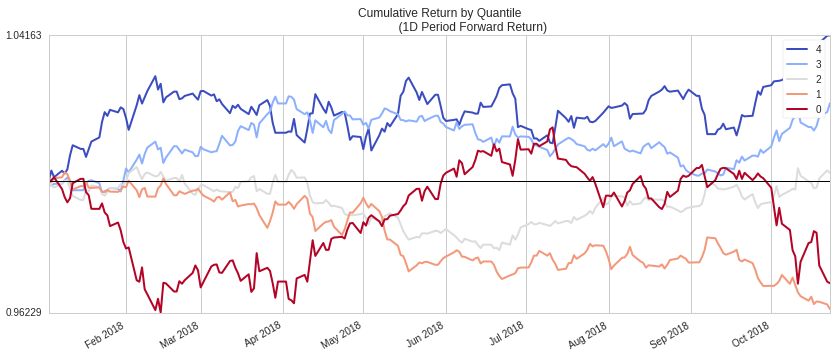 Cumulative Return by Quantile
(1D Period Forward Return)
1.04163
4
3
2
1
0
0.96229
Feb 2018
Mar 2018
Apr 2018
May 2018
Jun 2018
Jul 2018
Aug 2018
Sep 2018
Oct 2018